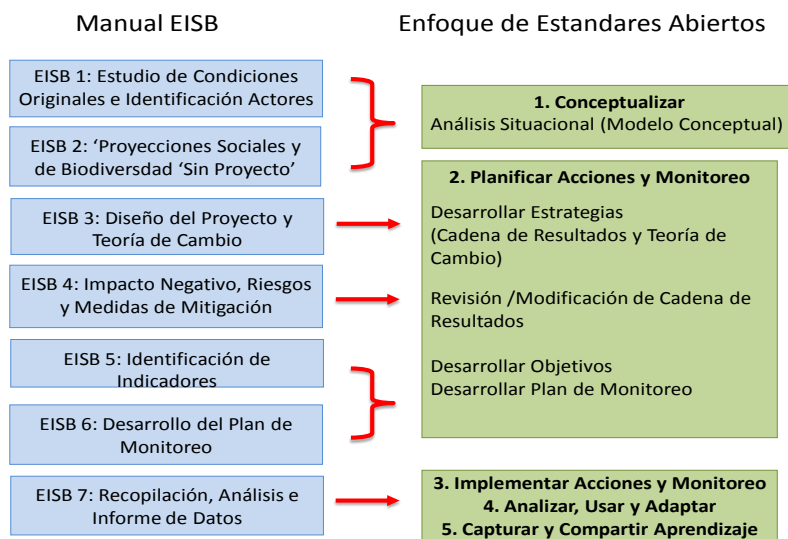 Manual EISB
Enfoque de Estandares Abiertos
EISB 1: Estudio de Condiciones
Originales e Identificación Actores
EISB 2: ‘Proyecciones Sociales y
de Biodiversdad ‘Sin Proyecto’
EISB 3: Diseño del Proyecto y
Teoría de Cambio
EISB 4: Impacto Negativo, Riesgos
y Medidas de Mitigación
EISB 5: Identificación de
Indicadores
EISB 6: Desarrollo del Plan de
Monitoreo
EISB 7: Recopilación, Análisis e
Informe de Datos
1. Conceptualizar
Análisis Situacional (Modelo Conceptual)
2. Planificar Acciones y Monitoreo
Desarrollar Estrategias
(Cadena de Resultados y Teoría de
Cambio)
Revisión /Modificación de Cadena de
Resultados
Desarrollar Objetivos
Desarrollar Plan de Monitoreo
3. Implementar Acciones y Monitoreo
4. Analizar, Usar y Adaptar
5. Capturar y Compartir Aprendizaje